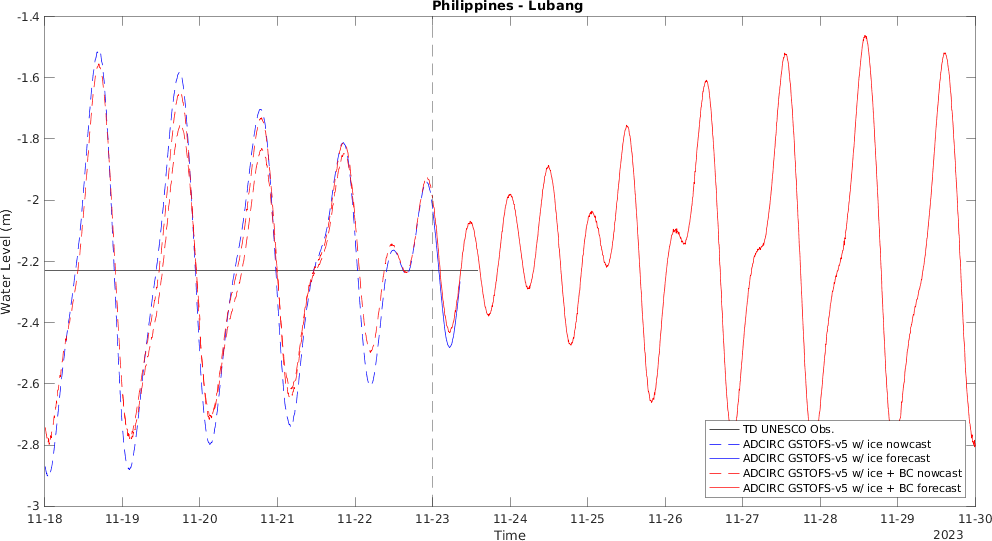 Philippines - Lubang
-1.4
-1.6
-1.8
-2
-2.2
-2.4
-2.6
-2.8
-3
Water Level (m)
TD UNESCO Obs.
ADCIRC GSTOFS-v5 w/ ice nowcast
ADCIRC GSTOFS-v5 w/ ice forecast
ADCIRC GSTOFS-v5 w/ ice + BC nowcast
ADCIRC GSTOFS-v5 w/ ice + BC forecast
11-18 11-19 11-20 11-21 11-22 11-23 11-24 11-25 11-26 11-27 11-28 11-29 11-30
Time
2023